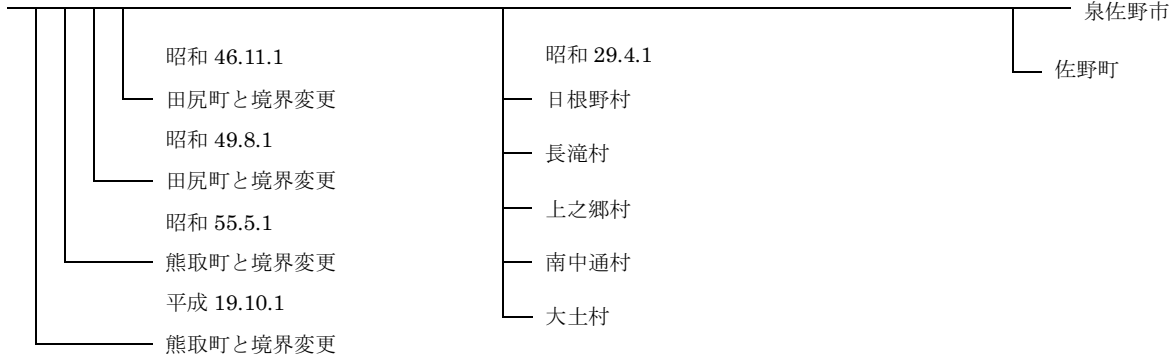 泉佐野市
佐野町
昭和 29.4.1
日根野村
長滝村
上之郷村
南中通村
大土村
昭和 46.11.1
田尻町と境界変更
昭和 49.8.1
田尻町と境界変更
昭和 55.5.1
熊取町と境界変更
平成 19.10.1
熊取町と境界変更